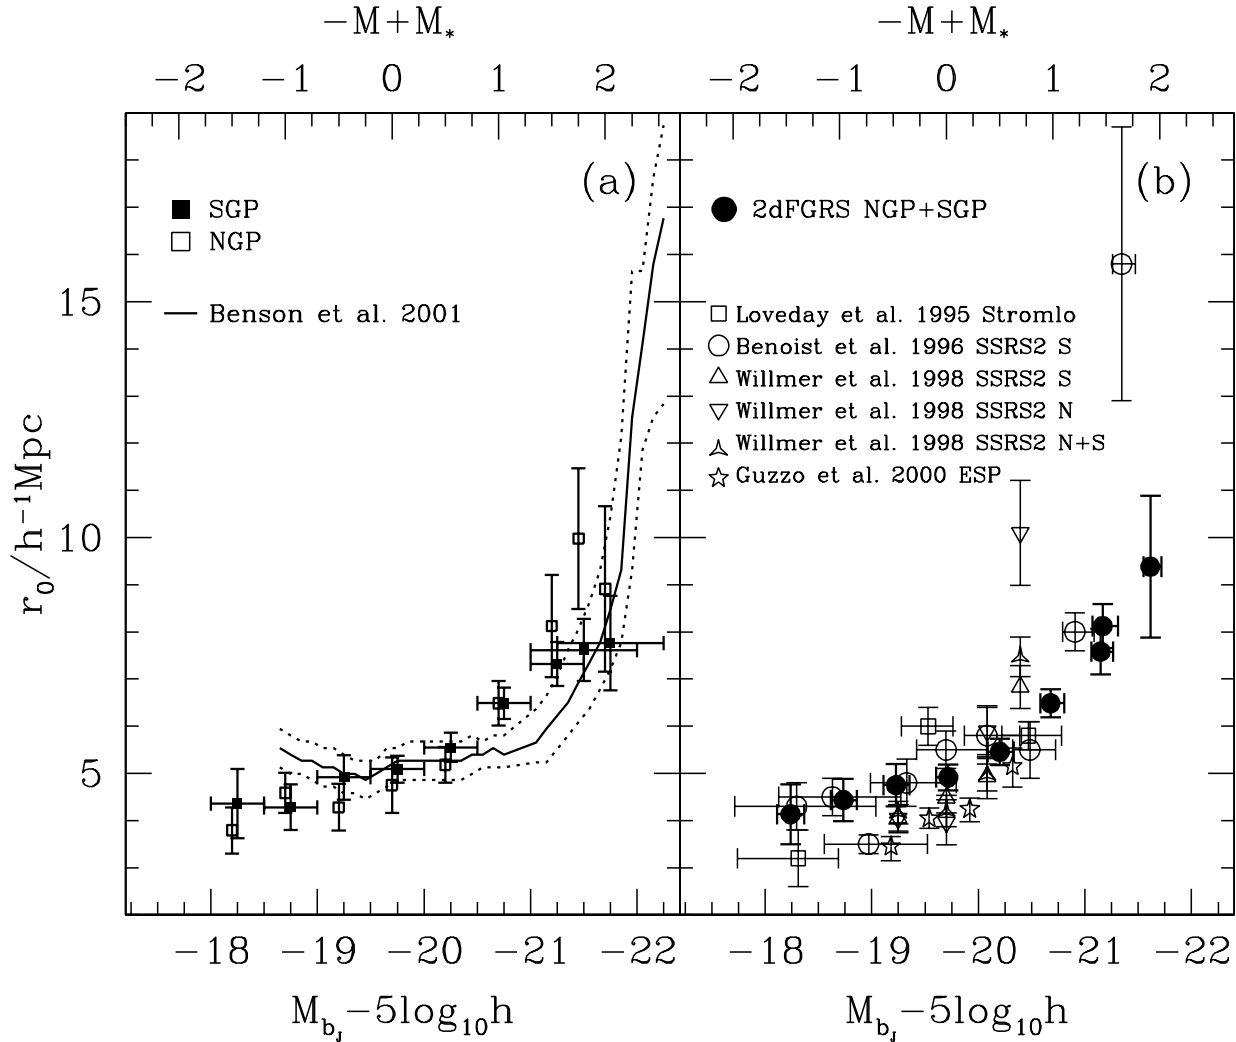 −M+M* −M+M*
−2 −1 0 1 2 −2 −1 0 1 2
(a) (b)
SGP 2dFGRS NGP+SGP
NGP
15
Benson et al. 2001 Loveday et al. 1995 Stromlo
Benoist et al. 1996 SSRS2 S
Willmer et al. 1998 SSRS2 S
Willmer et al. 1998 SSRS2 N
Willmer et al. 1998 SSRS2 N+S
Guzzo et al. 2000 ESP
r0/h−1Mpc
10
5
−18 −19 −20 −21 −22 −18 −19 −20 −21 −22
MbJ−5log10h MbJ−5log10h